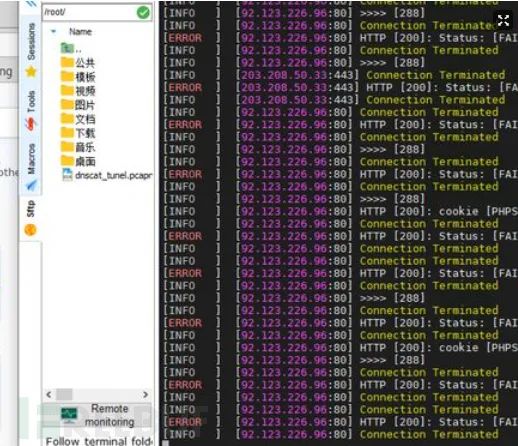 ng
othe
Sessions
Tools
Macros
Sftp
/root/
Name
..
公共
模板
视频
图片
文档
下载
音乐
桌面
dnscat_tunel.pcapn
Remote
monitoring
Follow terminal folde
[INFO ] [92.123.226.96:80] >>>> [288]
[INFO ] [92.123.226.96:80] Connection Terminated
[ERROR ] [92.123.226.96:80] HTTP [200]: Status: [FAI
[INFO ] [92.123.226.96:80] Connection Terminated
[INFO ] [92.123.226.96:80] >>>> [288]
[INFO ] [203.208.50.33:443] Connection Terminated
[ERROR ] [203.208.50.33:443] HTTP [200]: Status: [FA
[INFO ] [203.208.50.33:443] Connection Terminated
[INFO ] [92.123.226.96:80] Connection Terminated
[ERROR ] [92.123.226.96:80] HTTP [200]: Status: [FAI
[INFO ] [92.123.226.96:80] Connection Terminated
[INFO ] [92.123.226.96:80] >>>> [288]
[INFO ] [92.123.226.96:80] Connection Terminated
[ERROR ] [92.123.226.96:80] HTTP [200]: Status: [FAI
[INFO ] [92.123.226.96:80] Connection Terminated
[INFO ] [92.123.226.96:80] >>>> [288]
[INFO ] [92.123.226.96:80] HTTP [200]: cookie [PHPS
[INFO ] [92.123.226.96:80] Connection Terminated
[ERROR ] [92.123.226.96:80] HTTP [200]: Status: [FAI
[INFO ] [92.123.226.96:80] Connection Terminated
[INFO ] [92.123.226.96:80] Connection Terminated
[ERROR ] [92.123.226.96:80] HTTP [200]: Status: [FAI
[INFO ] [92.123.226.96:80] Connection Terminated
[INFO ] [92.123.226.96:80] >>>> [288]
[INFO ] [92.123.226.96:80] Connection Terminated
[ERROR ] [92.123.226.96:80] HTTP [200]: Status: [FAI
[INFO ] [92.123.226.96:80] Connection Terminated
[INFO ] [92.123.226.96:80] HTTP [200]: cookie [PHPS
[INFO ] [92.123.226.96:80] >>>> [288]
[INFO ] [92.123.226.96:80] Connection Terminated
[ERROR ] [92.123.226.96:80] HTTP [200]: Status: [FAI
[INFO ] [92.123.226.96:80] Connection Terminated
[INFO ] [92.123.226.96:80] Connection Terminated
[ERROR ] [92.123.226.96:80] HTTP [200]: Status: [FAI
[INFO ] [92.123.226.96:80] Connection Terminated